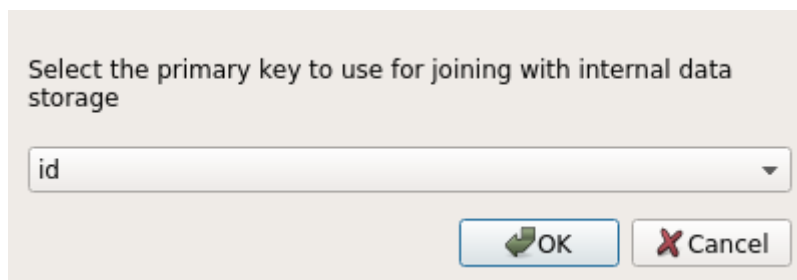 Select the primary key to use for joining with internal data
storage
id
OK
Cancel